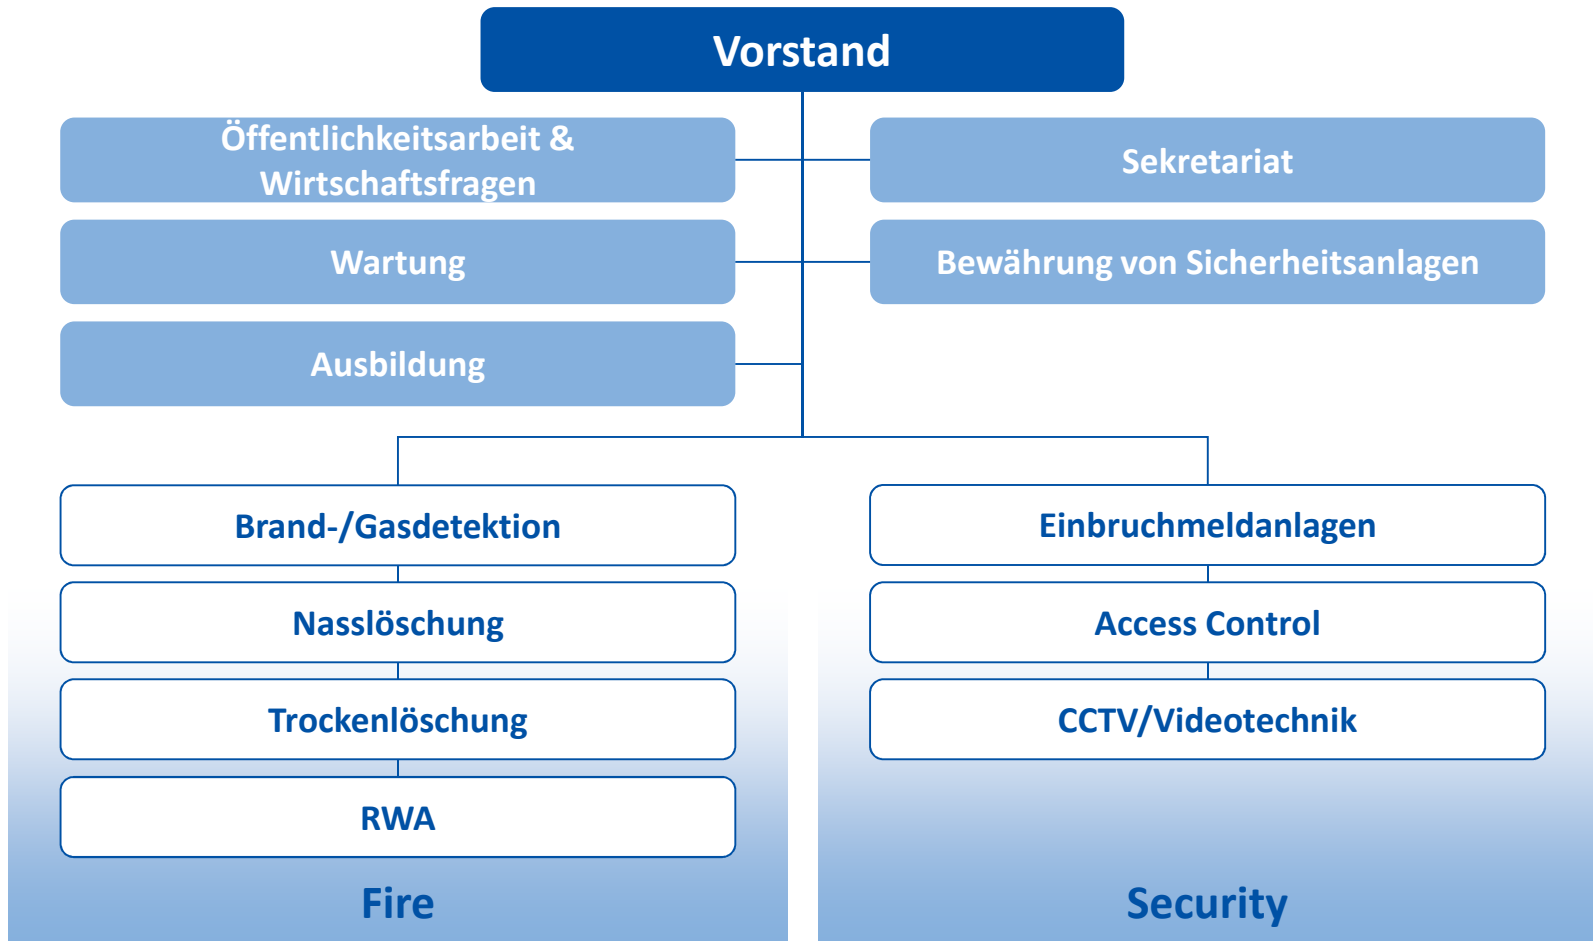 Vorstand
Öffentlichkeitsarbeit &
Wirtschaftsfragen
Sekretariat
Wartung
Bewährung von Sicherheitsanlagen
Ausbildung
Brand-/Gasdetektion
Nasslöschung
Trockenlöschung
RWA
Fire
Einbruchmeldanlagen
Access Control
CCTV/Videotechnik
Security